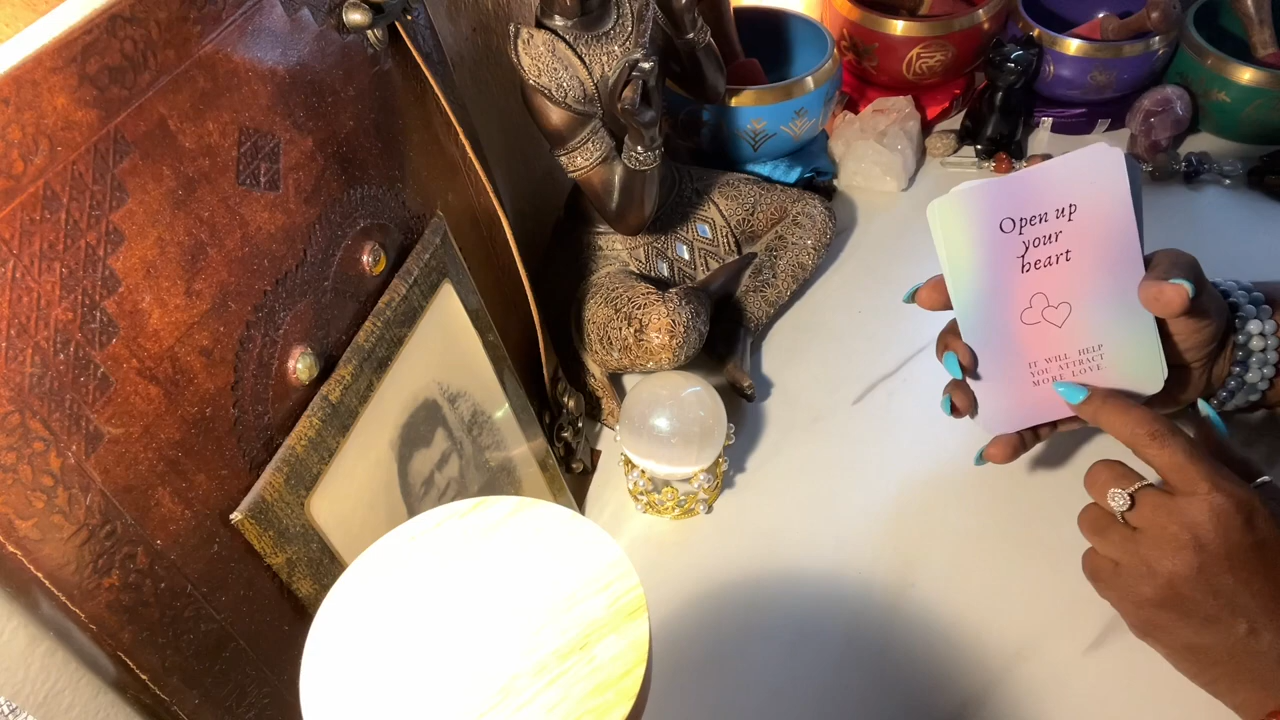 Open up
your
heart
IT WILL HELP
YOU ATTRACT
MORE LOVE.